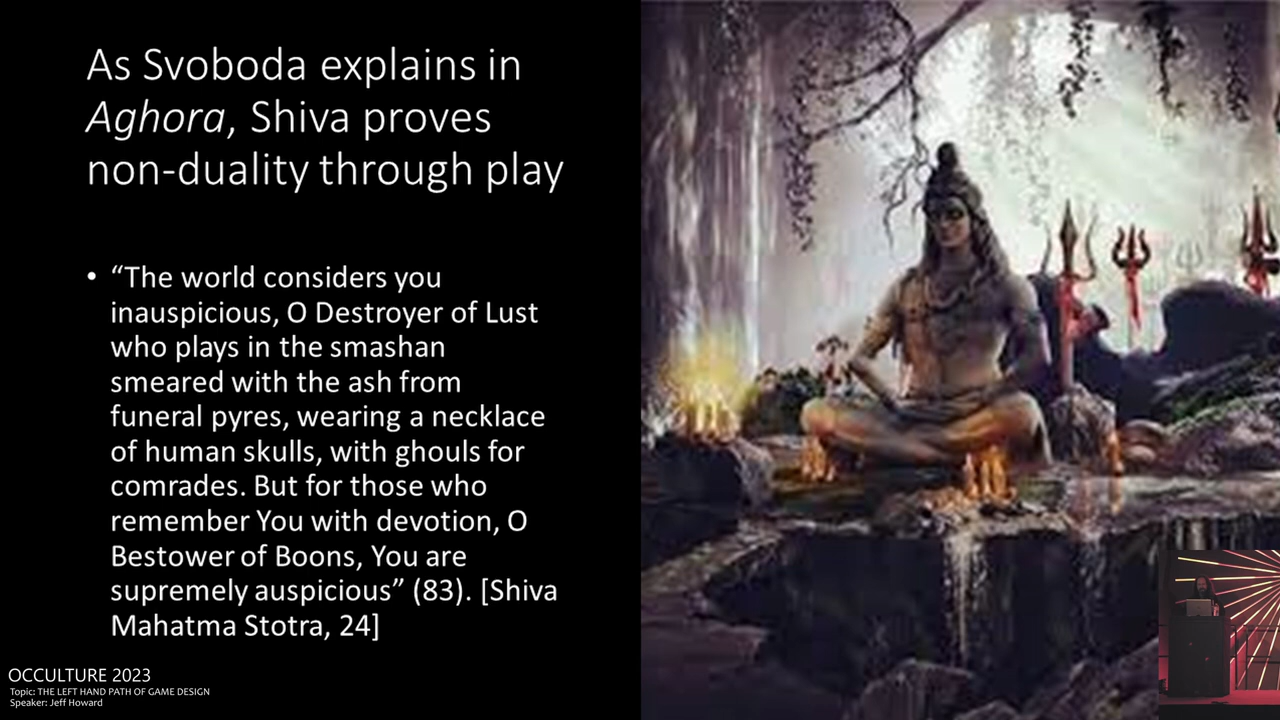 As Svoboda explains in
Aghora, Shiva proves
non-duality through play
• “The world considers you
inauspicious, O Destroyer of Lust
who plays in the smashan
smeared with the ash from
funeral pyres, wearing a necklace
of human skulls, with ghouls for
comrades. But for those who
remember You with devotion, O
Bestower of Boons, You are
supremely auspicious” (83). [Shiva
Mahatma Stotra, 24]
OCCULTURE 2023
Topic: THE LEFT HAND PATH OF GAME DESIGN
Speaker: Jeff Howard